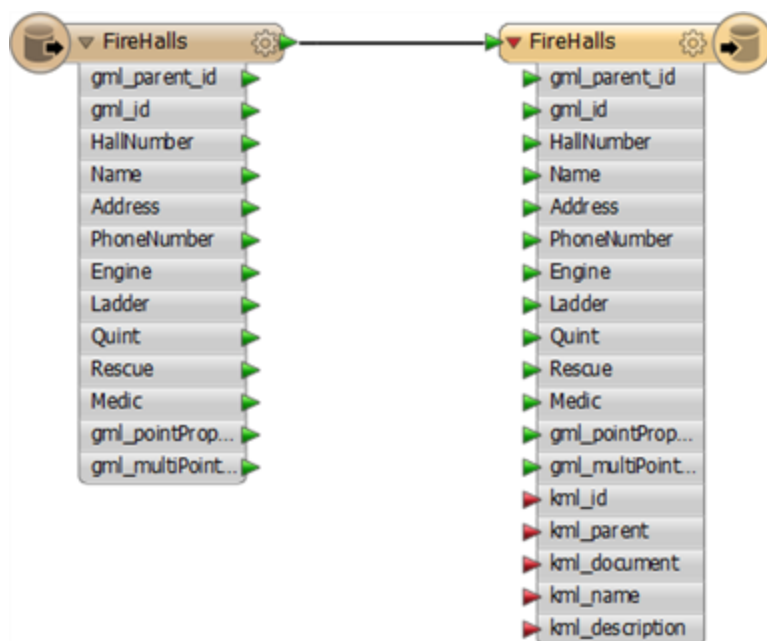 FireHalls
gml_parent_id
gml_id
HallNumber
Name
Address
PhoneNumber
Engine
Ladder
Quint
Rescue
Medic
gml_pointProp...
gml_multiPoint...
FireHalls
gml_parent_id
gml_id
HallNumber
Name
Address
PhoneNumber
Engine
Ladder
Quint
Rescue
Medic
gml_pointProp...
gml_multiPoint...
kml_id
kml_parent
kml_document
kml_name
kml_description